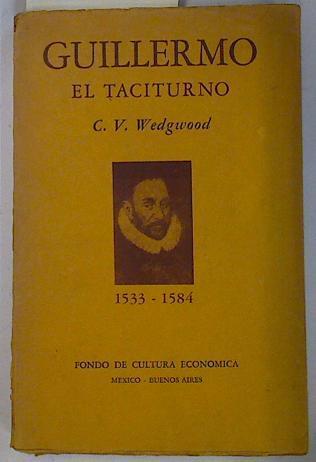 GUILLERMO
EL TACITURNO
C. V. Wedgwood
1533 - 1584
FONDO DE CULTURA ECONOMICA
MEXICO - BUENOS AIRES